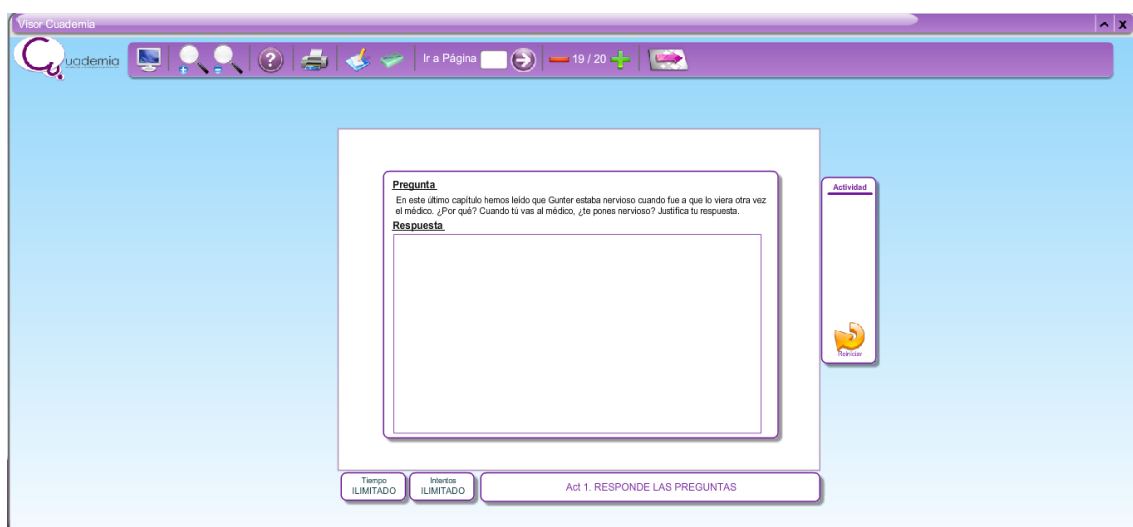 Visor Cuadernia
Cuadernia
Ir a Página
19 / 20
Pregunta
En este último capítulo hemos leído que Gunter estaba nervioso cuando fue a que lo viera otra vez
el médico. ¿Por qué? Cuando tú vas al médico, ¿te pones nervioso? Justifica tu respuesta.
Respuesta
Actividad
Reiniciar
Tiempo
ILIMITADO
Intentos
ILIMITADO
Act 1. RESPONDE LAS PREGUNTAS